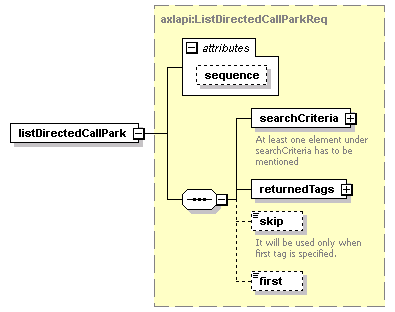 axlapi:ListDirectedCallParkReq
attributes
sequence
listDirectedCallPark
searchCriteria
At least one element under
searchCriteria has to be
mentioned
returnedTags
skip
It will be used only when
first tag is specified.
first